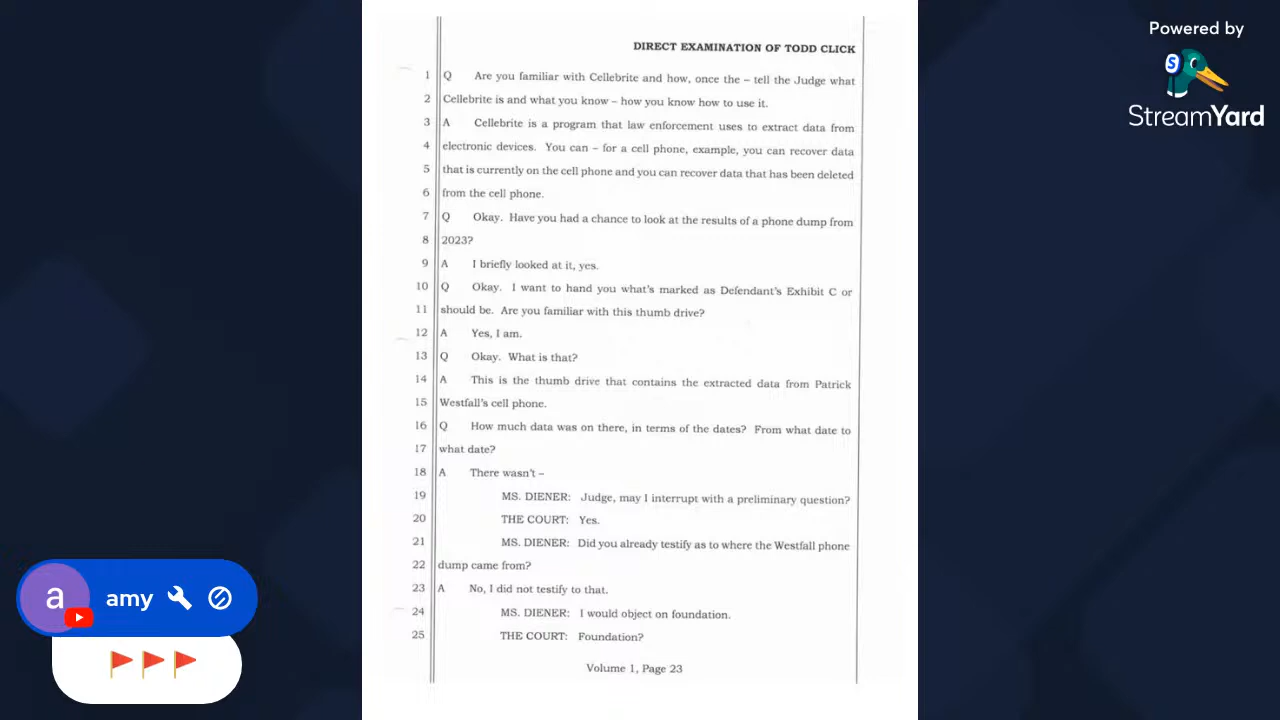 DIRECT EXAMINATION OF TODD CLICK
1 Q Are you familiar with Cellebrite and how, once the – tell the Judge what
2 Cellebrite is and what you know – how you know how to use it.
3 A Cellebrite is a program that law enforcement uses to extract data from
4 electronic devices. You can – for a cell phone, example, you can recover data
5 that is currently on the cell phone and you can recover data that has been deleted
6 from the cell phone.
7 Q Okay. Have you had a chance to look at the results of a phone dump from
8 2023?
9 A I briefly looked at it, yes.
10 Q Okay. I want to hand you what's marked as Defendant's Exhibit C or
11 should be. Are you familiar with this thumb drive?
12 A Yes, I am.
13 Q Okay. What is that?
14 A This is the thumb drive that contains the extracted data from Patrick
15 Westfall's cell phone.
16 Q How much data was on there, in terms of the dates? From what date to
17 what date?
18 A There wasn't –
19 MS. DIENER: Judge, may I interrupt with a preliminary question?
20 THE COURT: Yes.
21 MS. DIENER: Did you already testify as to where the Westfall phone
22 dump came from?
23 A No, I did not testify to that.
24 MS. DIENER: I would object on foundation.
25 THE COURT: Foundation?
Volume 1, Page 23
Powered by
S
StreamYard
a
amy